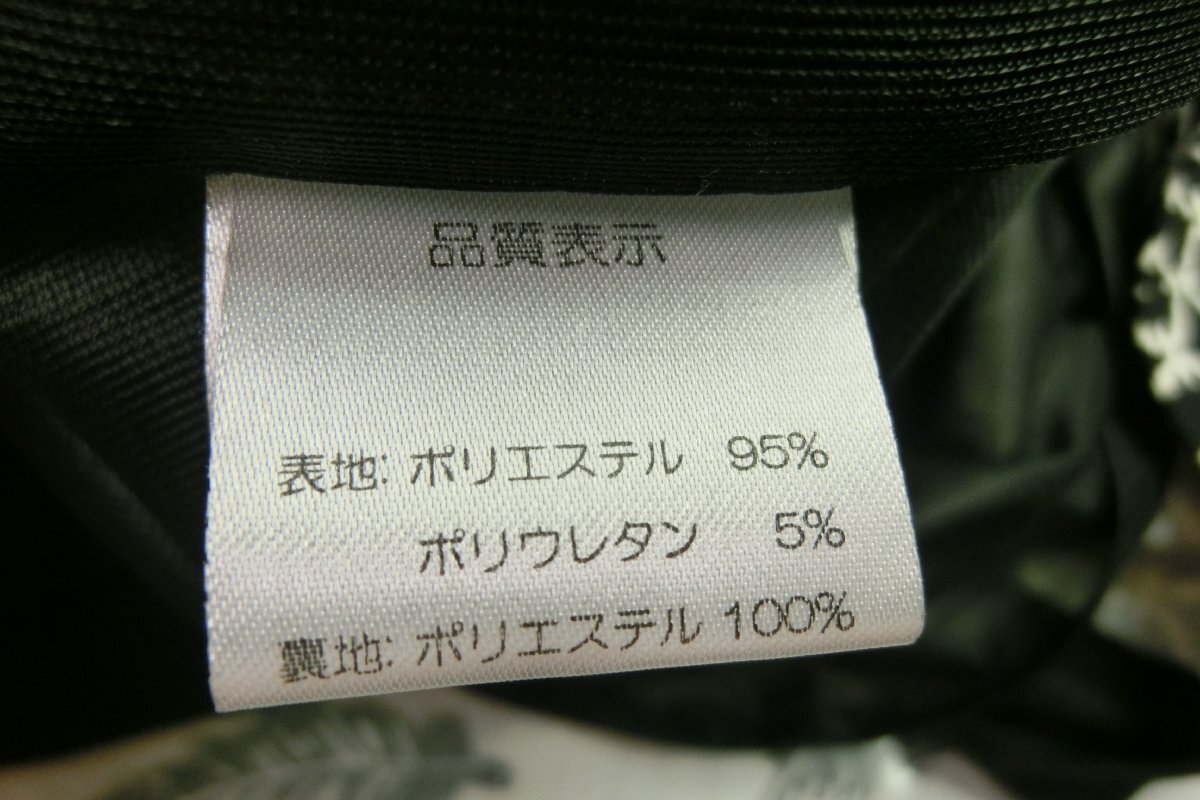 品質表示
表地: ポリエステル 95%
ポリウレタン 5%
裏地: ポリエステル 100%